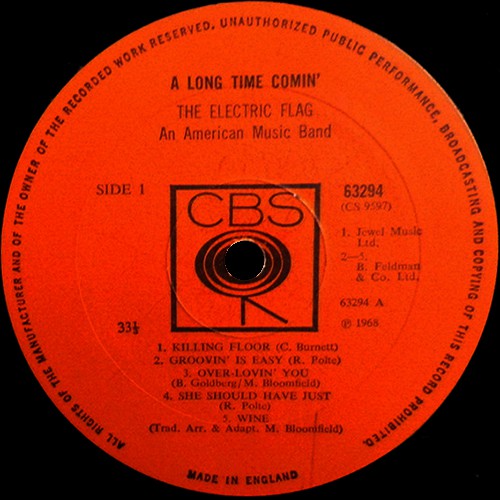 ALL RIGHTS OF THE MANUFACTURER AND OF THE OWNER OF THE RECORDED WORK RESERVED, UNAUTHORIZED PUBLIC PERFORMANCE, BROADCASTING AND COPYING OF THIS RECORD PROHIBITED.
A LONG TIME COMIN'
THE ELECTRIC FLAG
An American Music Band
SIDE 1
CBS
63294
(CS 9597)
1. Jewel Music
Ltd.
2—5.
B. Feldman
& Co. Ltd.
63294 A
33⅓
℗ 1968
1. KILLING FLOOR (C. Burnett)
2. GROOVIN' IS EASY (R. Polte)
3. OVER-LOVIN' YOU
(B. Goldberg/M. Bloomfield)
4. SHE SHOULD HAVE JUST
(R. Polte)
5. WINE
(Trad. Arr. & Adapt. M. Bloomfield)
MADE IN ENGLAND